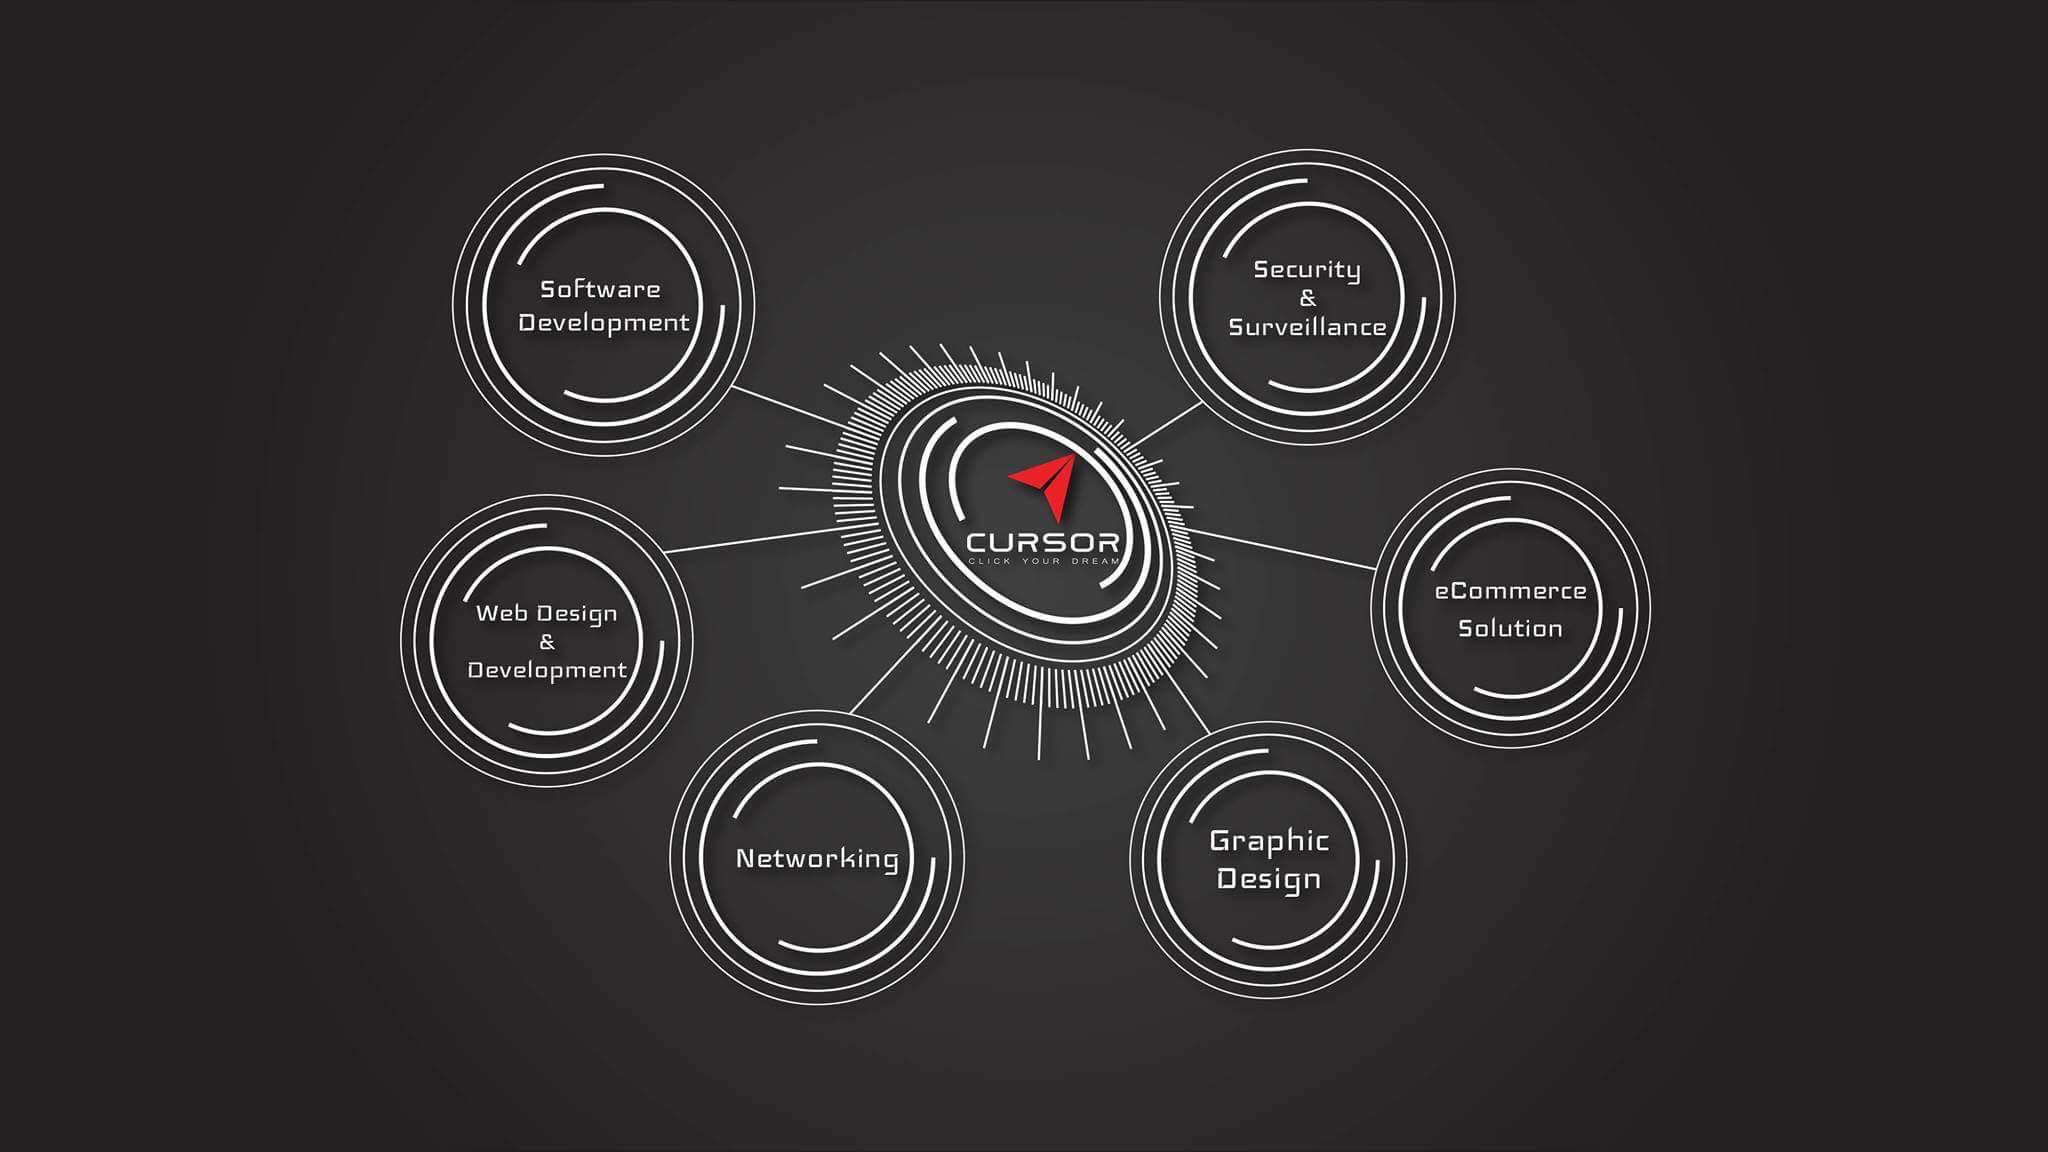 Software
Development
Security
&
Surveillance
CURSOR
CLICK YOUR DREAM
Web Design
&
Development
eCommerce
Solution
Networking
Graphic
Design